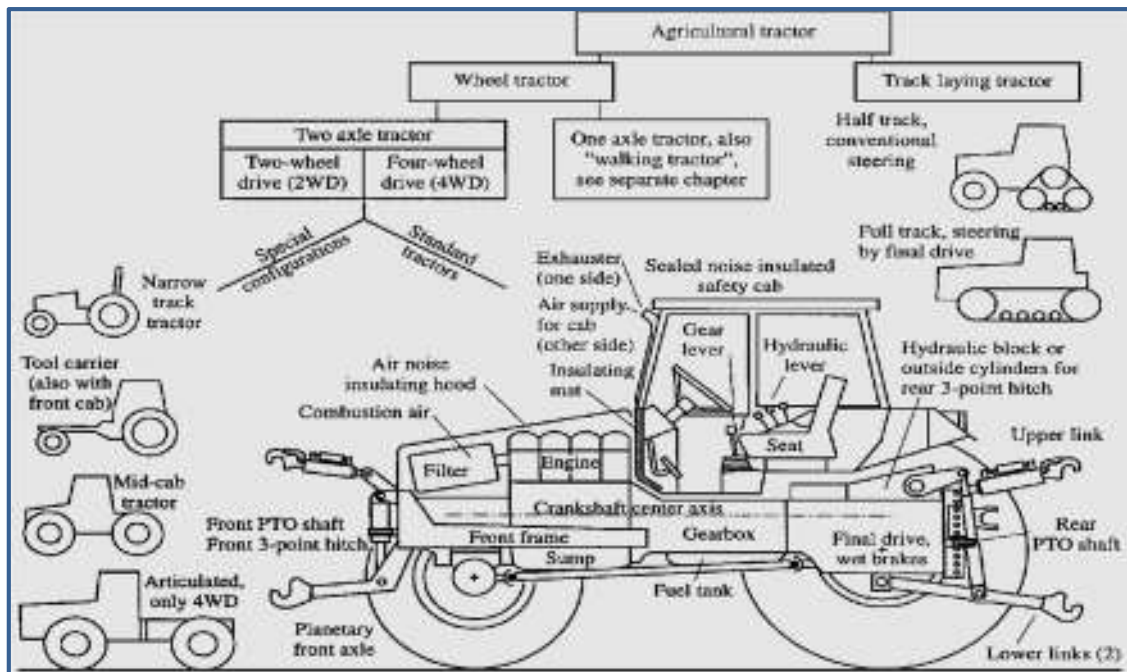 Agricultural tractor
Wheel tractor
Track laying tractor
Two axle tractor
Two-wheel
drive (2WD)
Four-wheel
drive (4WD)
One axle tractor, also
"walking tractor",
see separate chapter
Half track,
conventional
steering
Full track, steering
by final drive
Special
configurations
Standard
tractors
Narrow
track
tractor
Tool carrier
(also with
front cab)
Mid-cab
tractor
Articulated,
only 4WD
Exhauster
(one side)
Air supply
for cab
(other side)
Insulating
mat
Sealed noise insulated
safety cab
Gear
lever
Hydraulic
lever
Hydraulic block or
outside cylinders for
rear 3-point hitch
Air noise
insulating hood
Combustion air
Filter
Engine
Seat
Upper link
Crankshaft center axis
Front PTO shaft
Front 3-point hitch
Front frame
Gearbox
Final drive,
+
wet brakes
Rear
PTO shaft
Sump
Fuel tank
Planetary
front axle
Lower links (2)